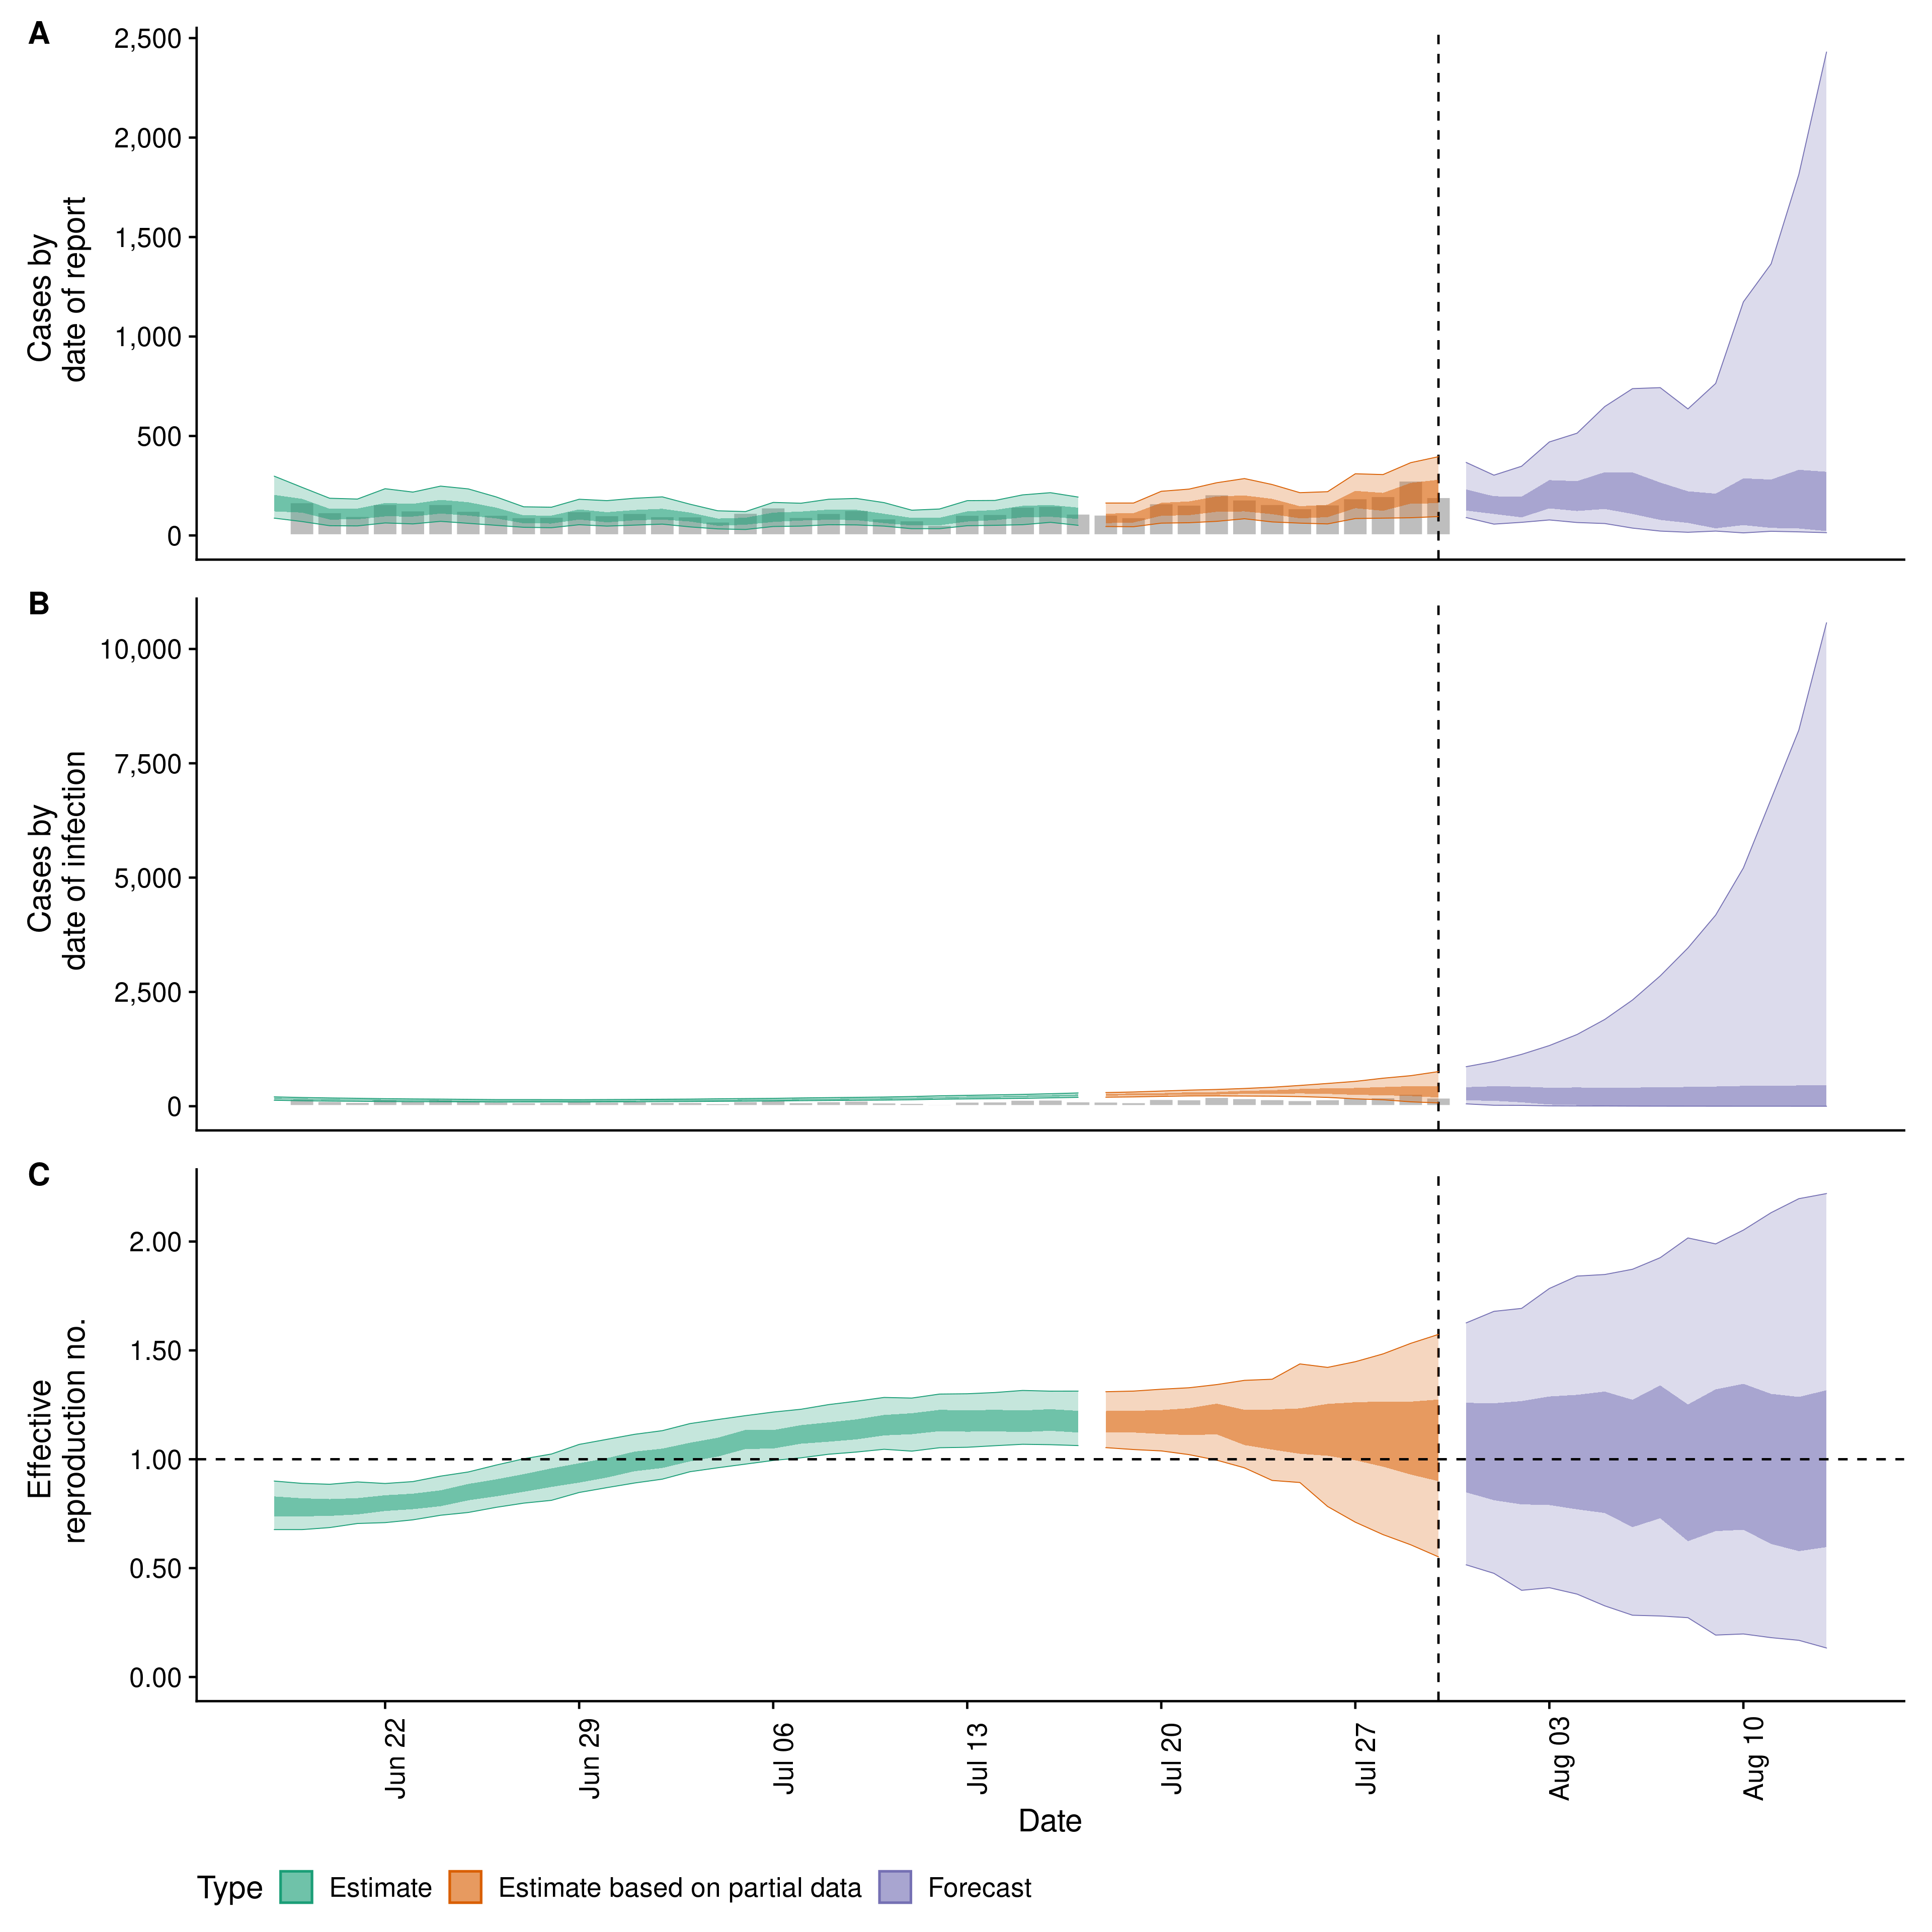 A
2,500
2,000
1,500
1,000
500
0
Cases by
date of report
B
10,000
7,500
5,000
2,500
0
Cases by
date of infection
C
2.00
1.50
1.00
0.50
0.00
Effective
reproduction no.
Jun 22
Jun 29
Jul 06
Jul 13
Jul 20
Jul 27
Aug 03
Aug 10
Date
Type Estimate Estimate based on partial data Forecast